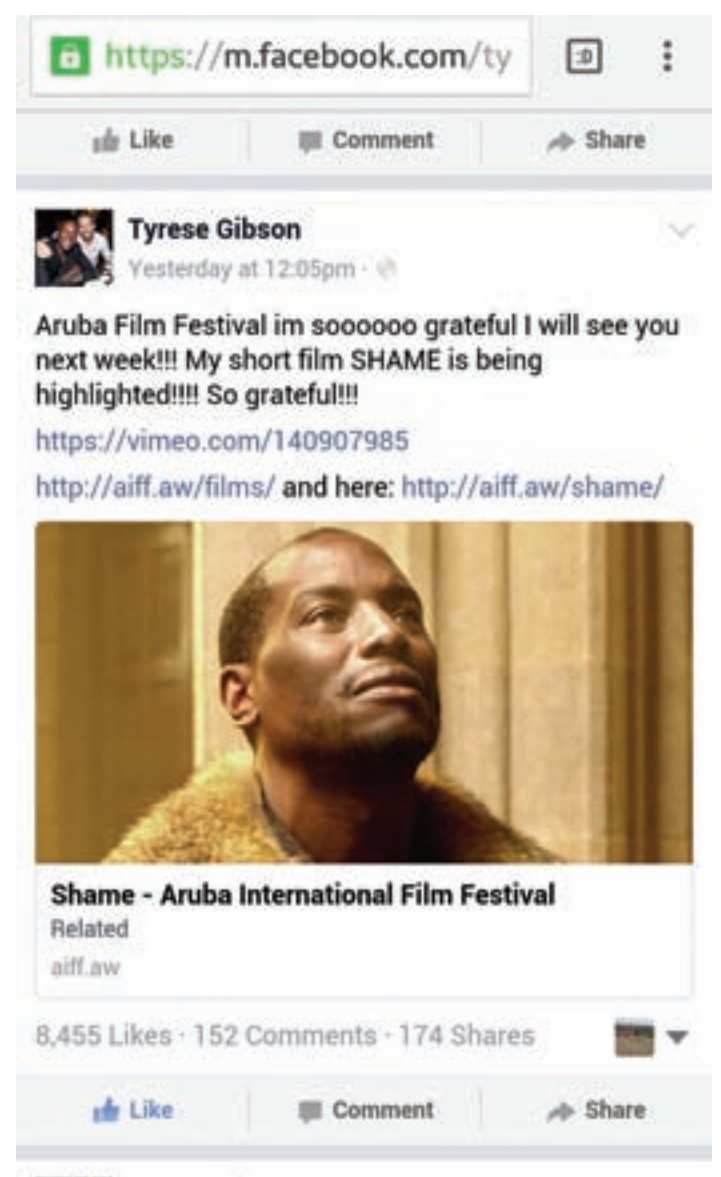 https://m.facebook.com/ty
:D
Like Comment Share
Tyrese Gibson
Yesterday at 12:05pm ·
Aruba Film Festival im soooooo grateful I will see you
next week!!! My short film SHAME is being
highlighted!!!! So grateful!!!
https://vimeo.com/140907985
http://aiff.aw/films/ and here: http://aiff.aw/shame/
Shame - Aruba International Film Festival
Related
aiff.aw
8,455 Likes · 152 Comments · 174 Shares
Like Comment Share